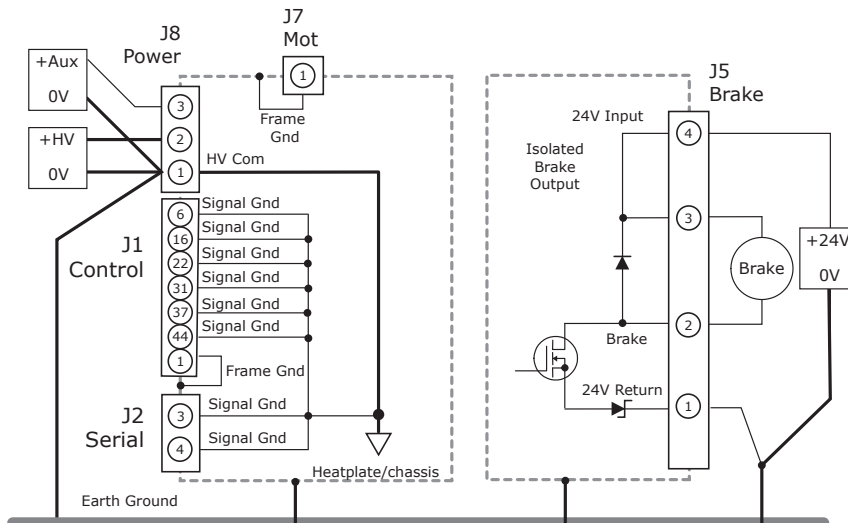 J8
Power
J7
Mot
+Aux
0V
+HV
0V
3
2
1
1
Frame
Gnd
HV Com
J1
Control
6
Signal Gnd
16
Signal Gnd
22
Signal Gnd
31
Signal Gnd
37
Signal Gnd
44
Signal Gnd
1
Frame Gnd
J2
Serial
3
Signal Gnd
4
Signal Gnd
Heatplate/chassis
Earth Ground
J5
Brake
24V Input
4
Isolated
Brake
Output
3
+24V
0V
Brake
2
Brake
24V Return
1